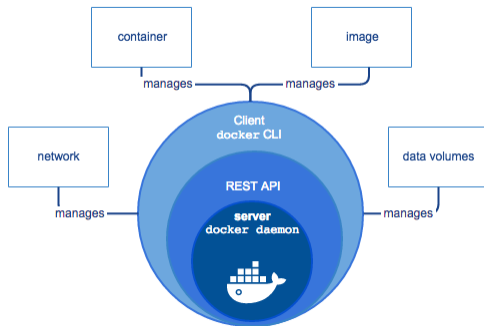 container
image
manages
manages
Client
docker CLI
network
data volumes
REST API
manages
server
docker daemon
manages